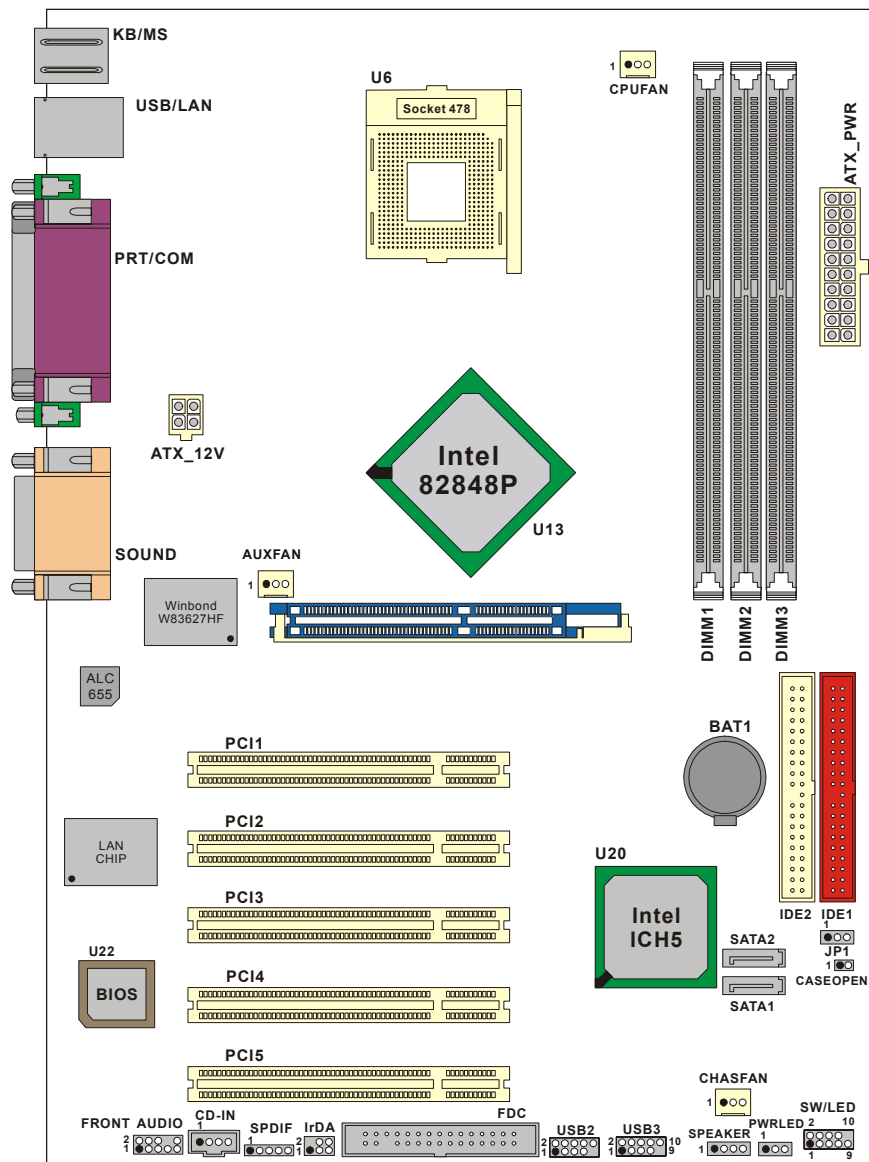 KB/MS
U6
1
CPUFAN
USB/LAN
Socket 478
ATX_PWR
PRT/COM
ATX_12V
Intel
82848P
U13
SOUND
AUXFAN
1
Winbond
W83627HF
DIMM1
DIMM2
DIMM3
ALC
655
BAT1
PCI1
PCI2
LAN
CHIP
U20
PCI3
Intel
ICH5
IDE2
IDE1
1
JP1
1
CASEOPEN
SATA2
SATA1
U22
BIOS
PCI4
PCI5
CHASFAN
1
FRONT AUDIO
2
1
CD-IN
1
SPDIF
1
IrDA
2
1
FDC
USB2
2
1
USB3
2 10
1 9
SPEAKER
1
PWRLED
1
SW/LED
2 10
1 9